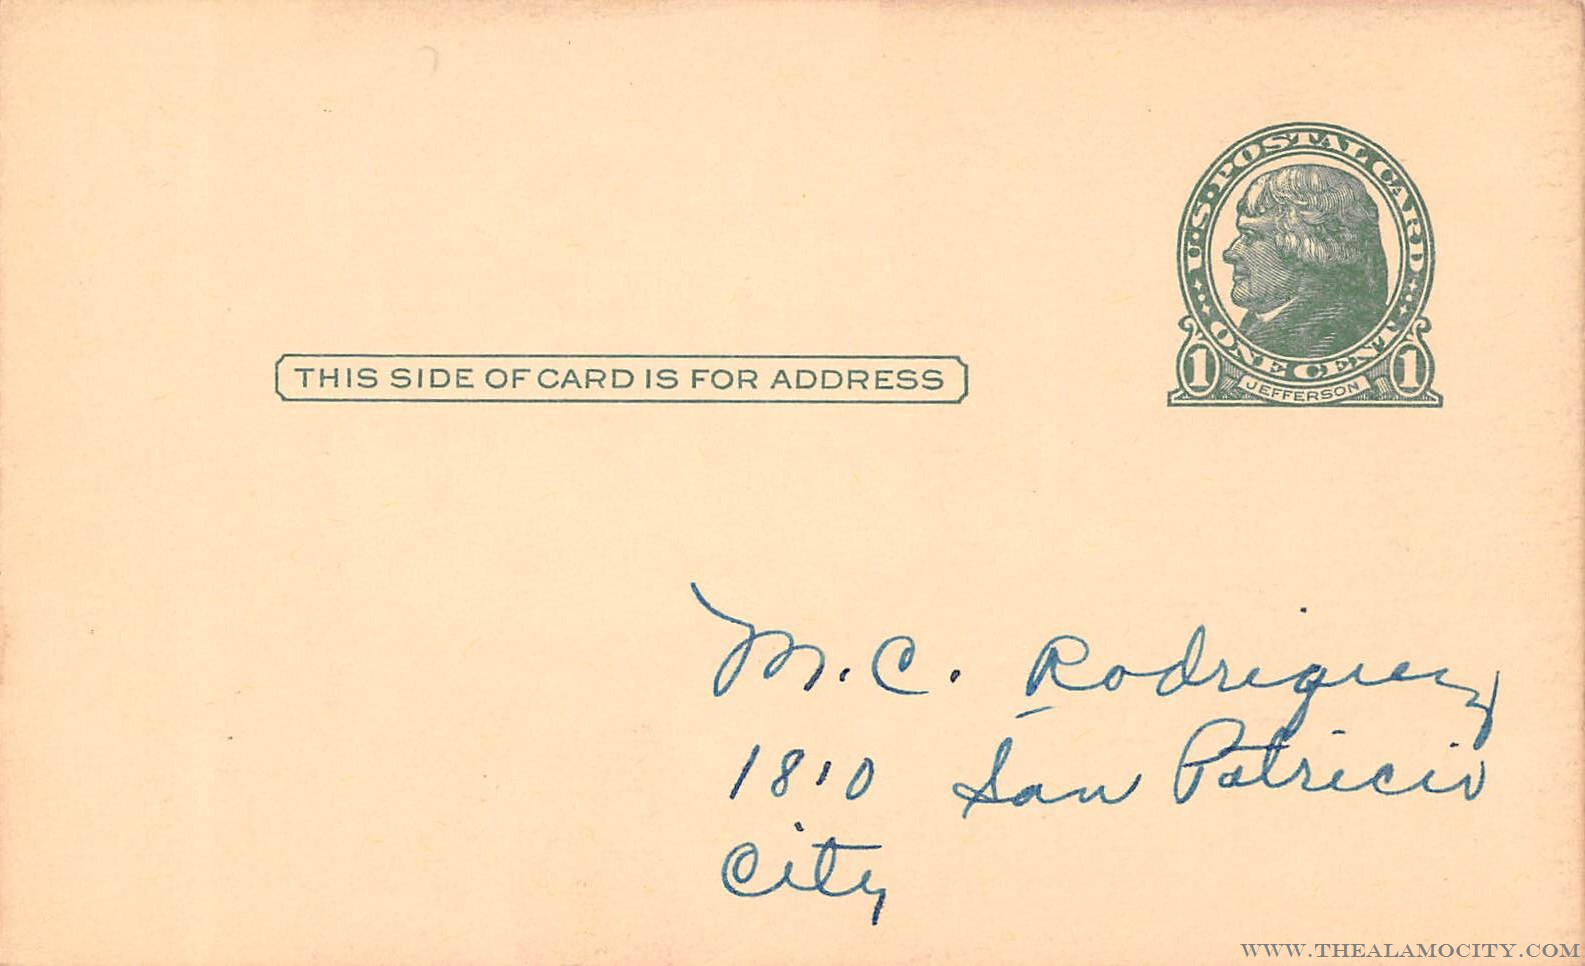 U.S. POSTAL CARD
ONE CENT
1 JEFFERSON 1
THIS SIDE OF CARD IS FOR ADDRESS
M. C. Rodriguez
1810 San Patricio
City
WWW.THEALAMOCITY.COM